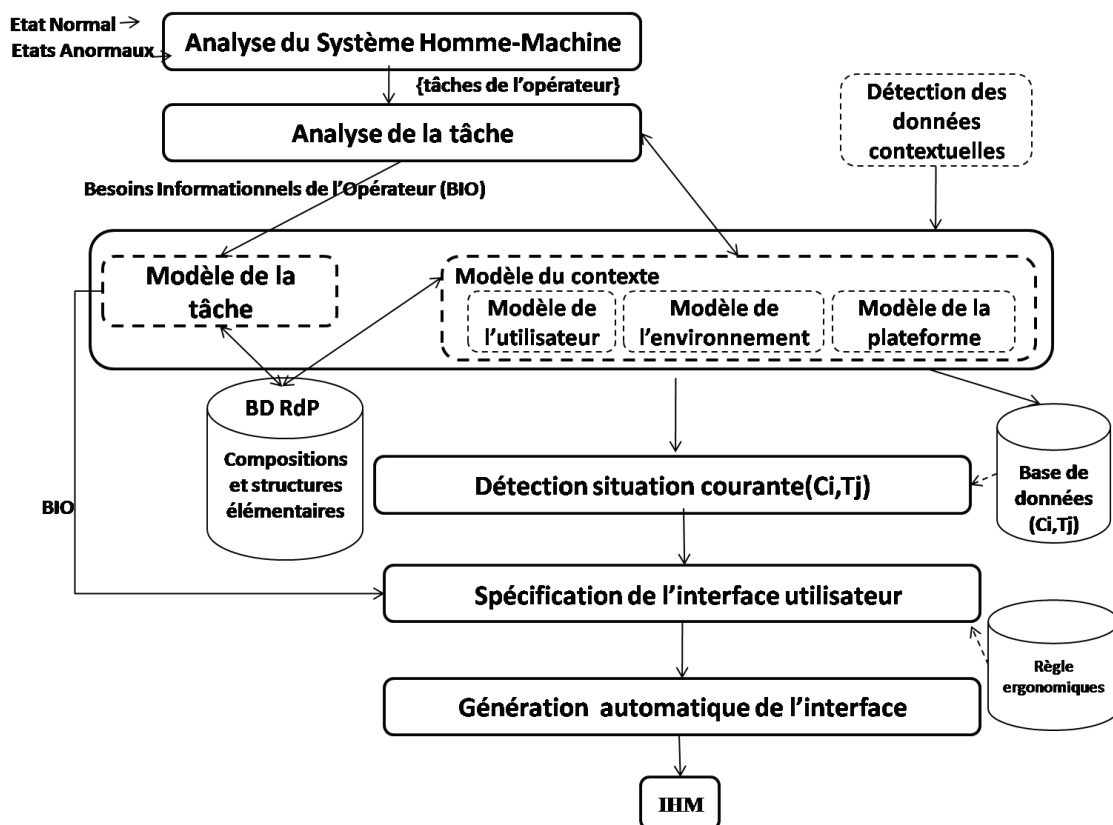 Etat Normal
Etats Anormaux
Analyse du Système Homme-Machine
{tâches de l'opérateur}
Analyse de la tâche
Détection des
données
contextuelles
Besoins Informationnels de l'Opérateur (BIO)
Modèle de la
tâche
Modèle du contexte
Modèle de
l'utilisateur
Modèle de
l'environnement
Modèle de la
plateforme
BD RdP
Compositions
et structures
élémentaires
BIO
Détection situation courante(Ci,Tj)
Base de
données
(Ci,Tj)
Spécification de l'interface utilisateur
Règle
ergonomiques
Génération automatique de l'interface
IHM